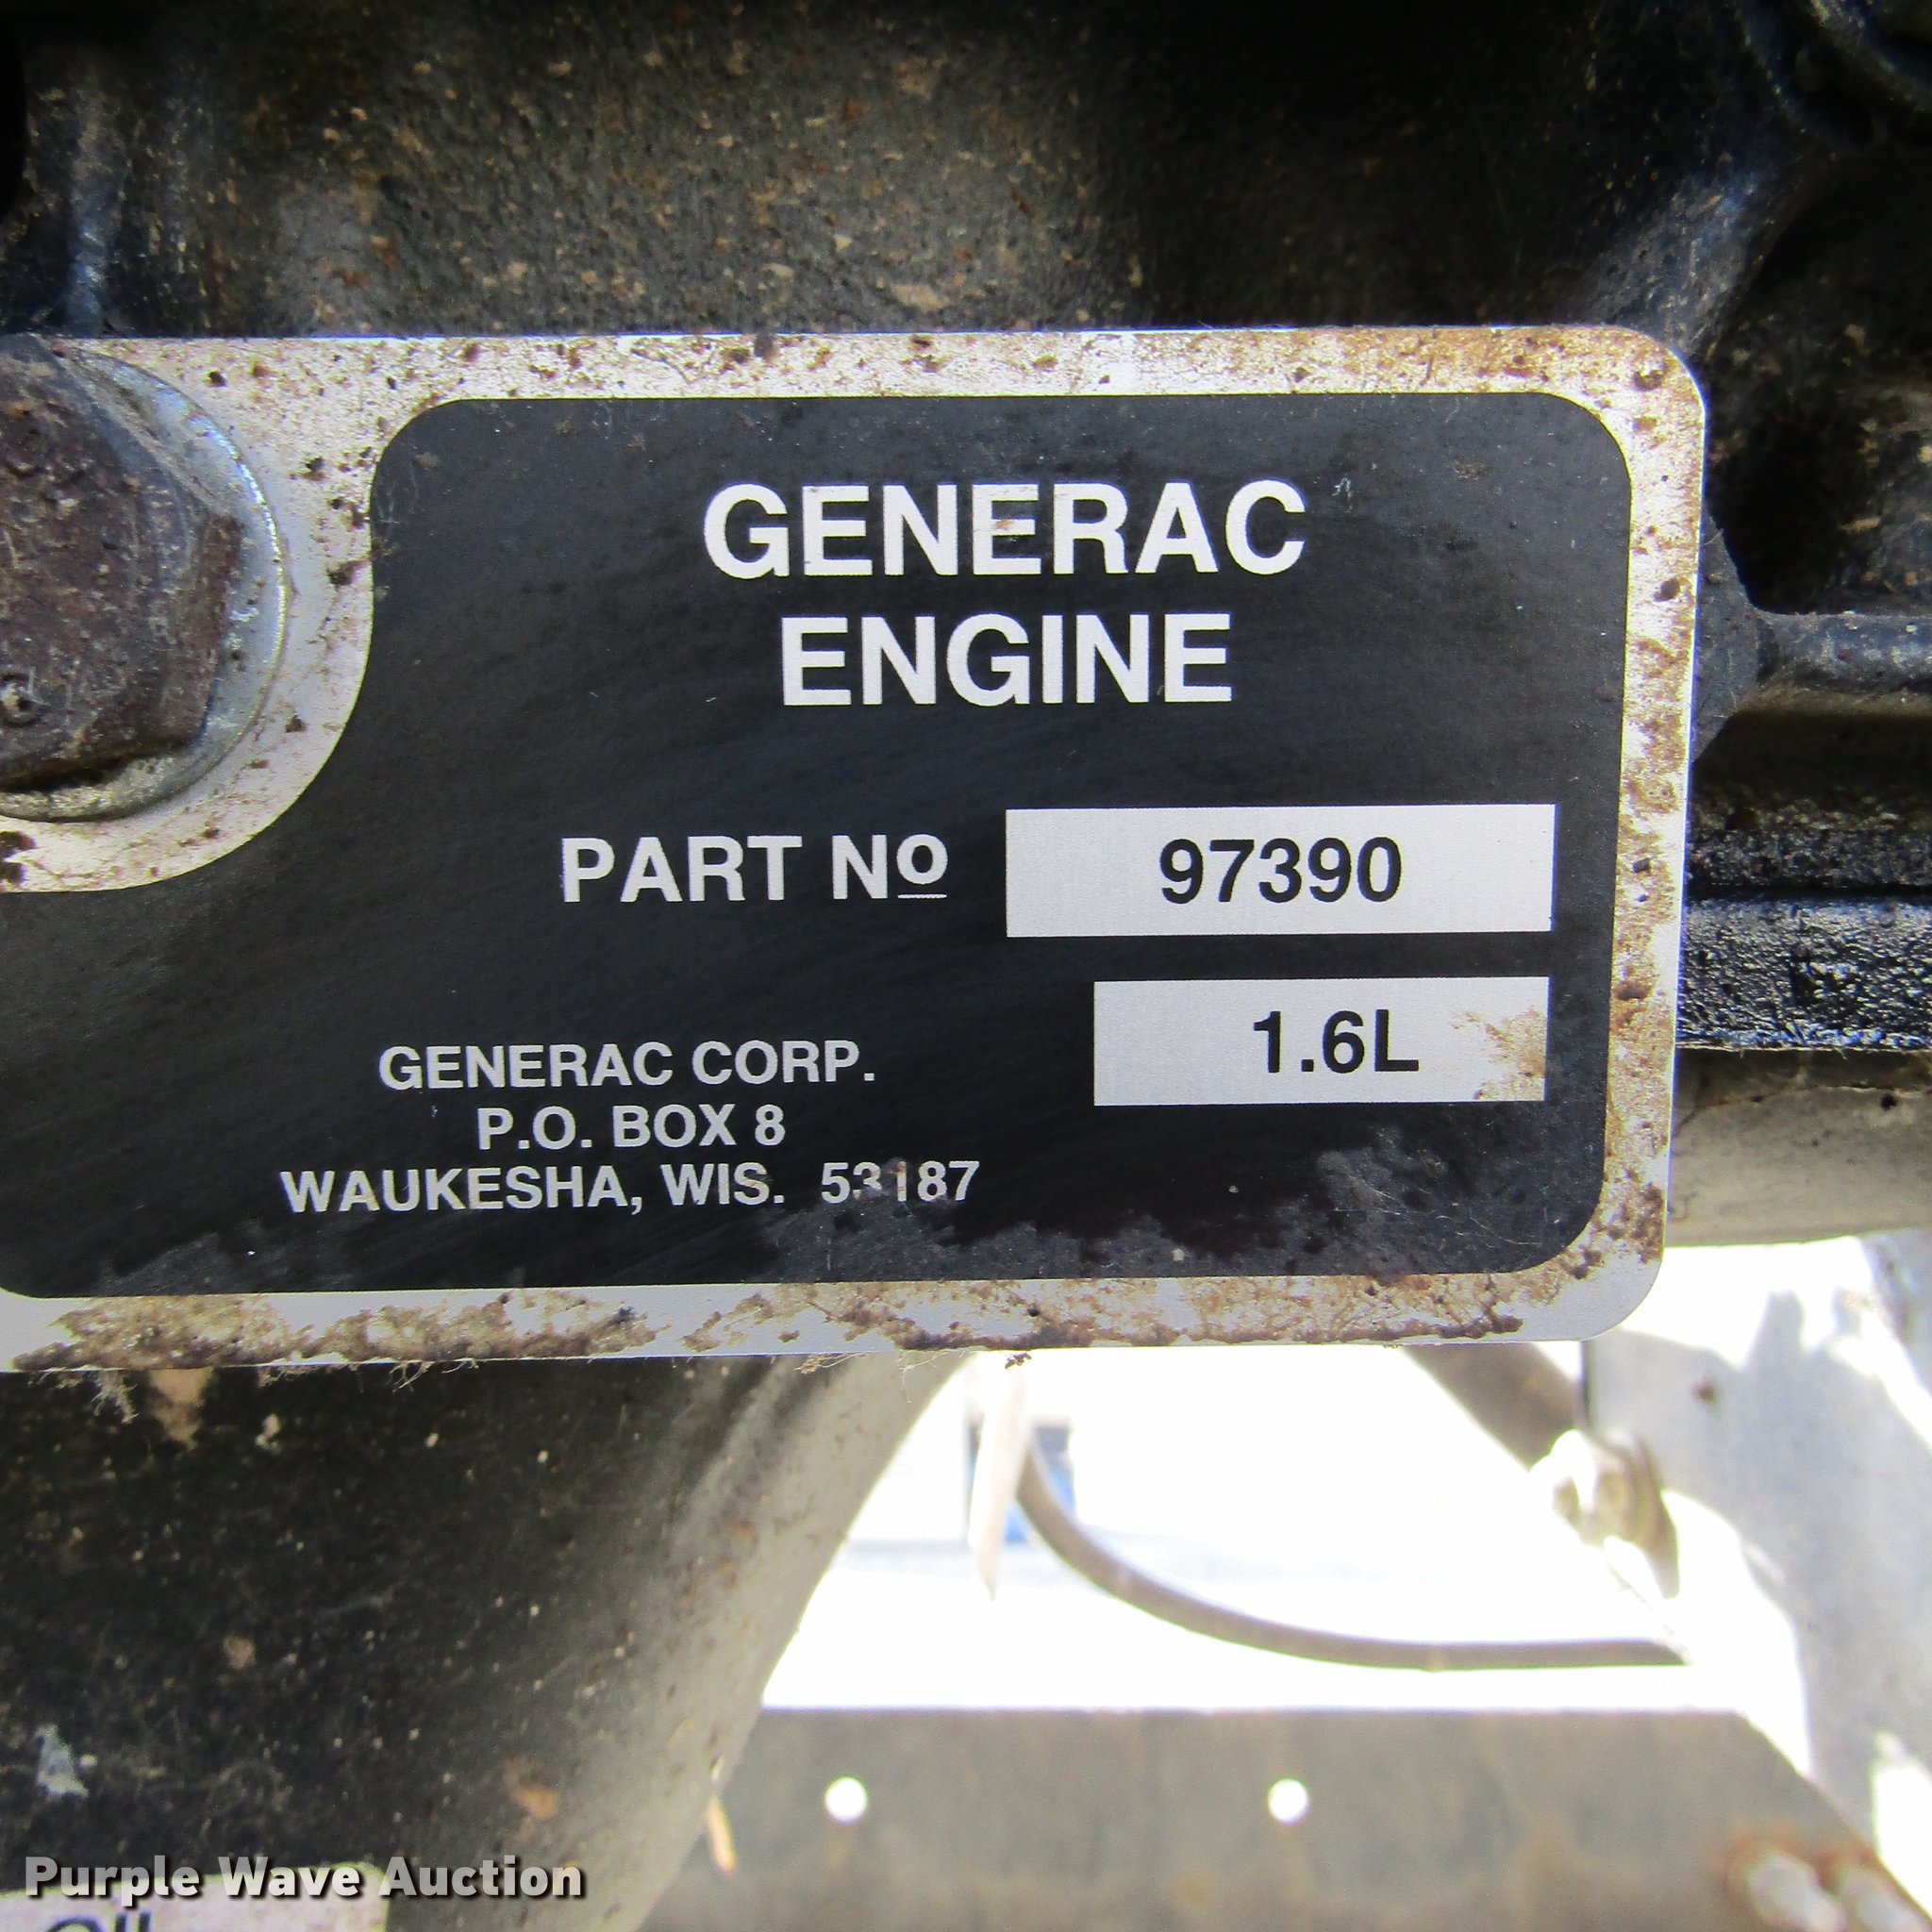 GENERAC
ENGINE
PART Nº 97390
1.6L
GENERAC CORP.
P.O. BOX 8
WAUKESHA, WIS. 53187
Purple Wave Auction